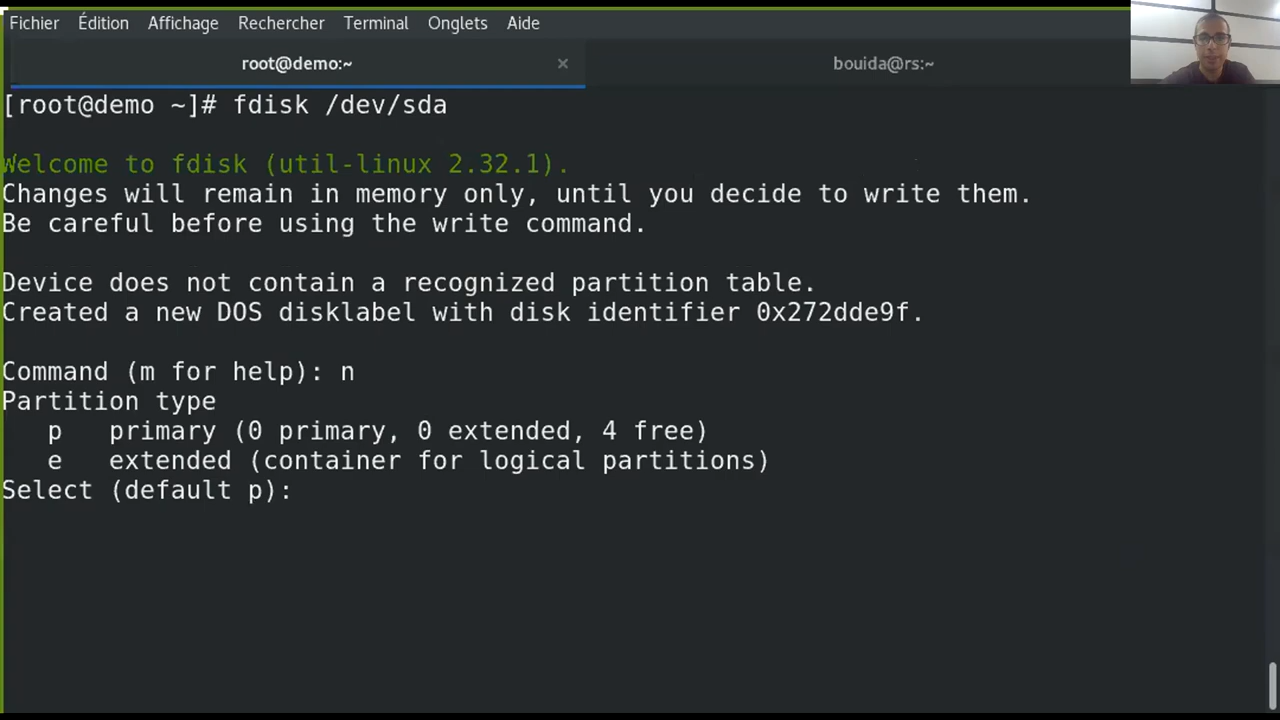 Fichier Édition Affichage Rechercher Terminal Onglets Aide
root@demo:~ × bouida@rs:~
[root@demo ~]# fdisk /dev/sda
Welcome to fdisk (util-linux 2.32.1).
Changes will remain in memory only, until you decide to write them.
Be careful before using the write command.
Device does not contain a recognized partition table.
Created a new DOS disklabel with disk identifier 0x272dde9f.
Command (m for help): n
Partition type
p primary (0 primary, 0 extended, 4 free)
e extended (container for logical partitions)
Select (default p):